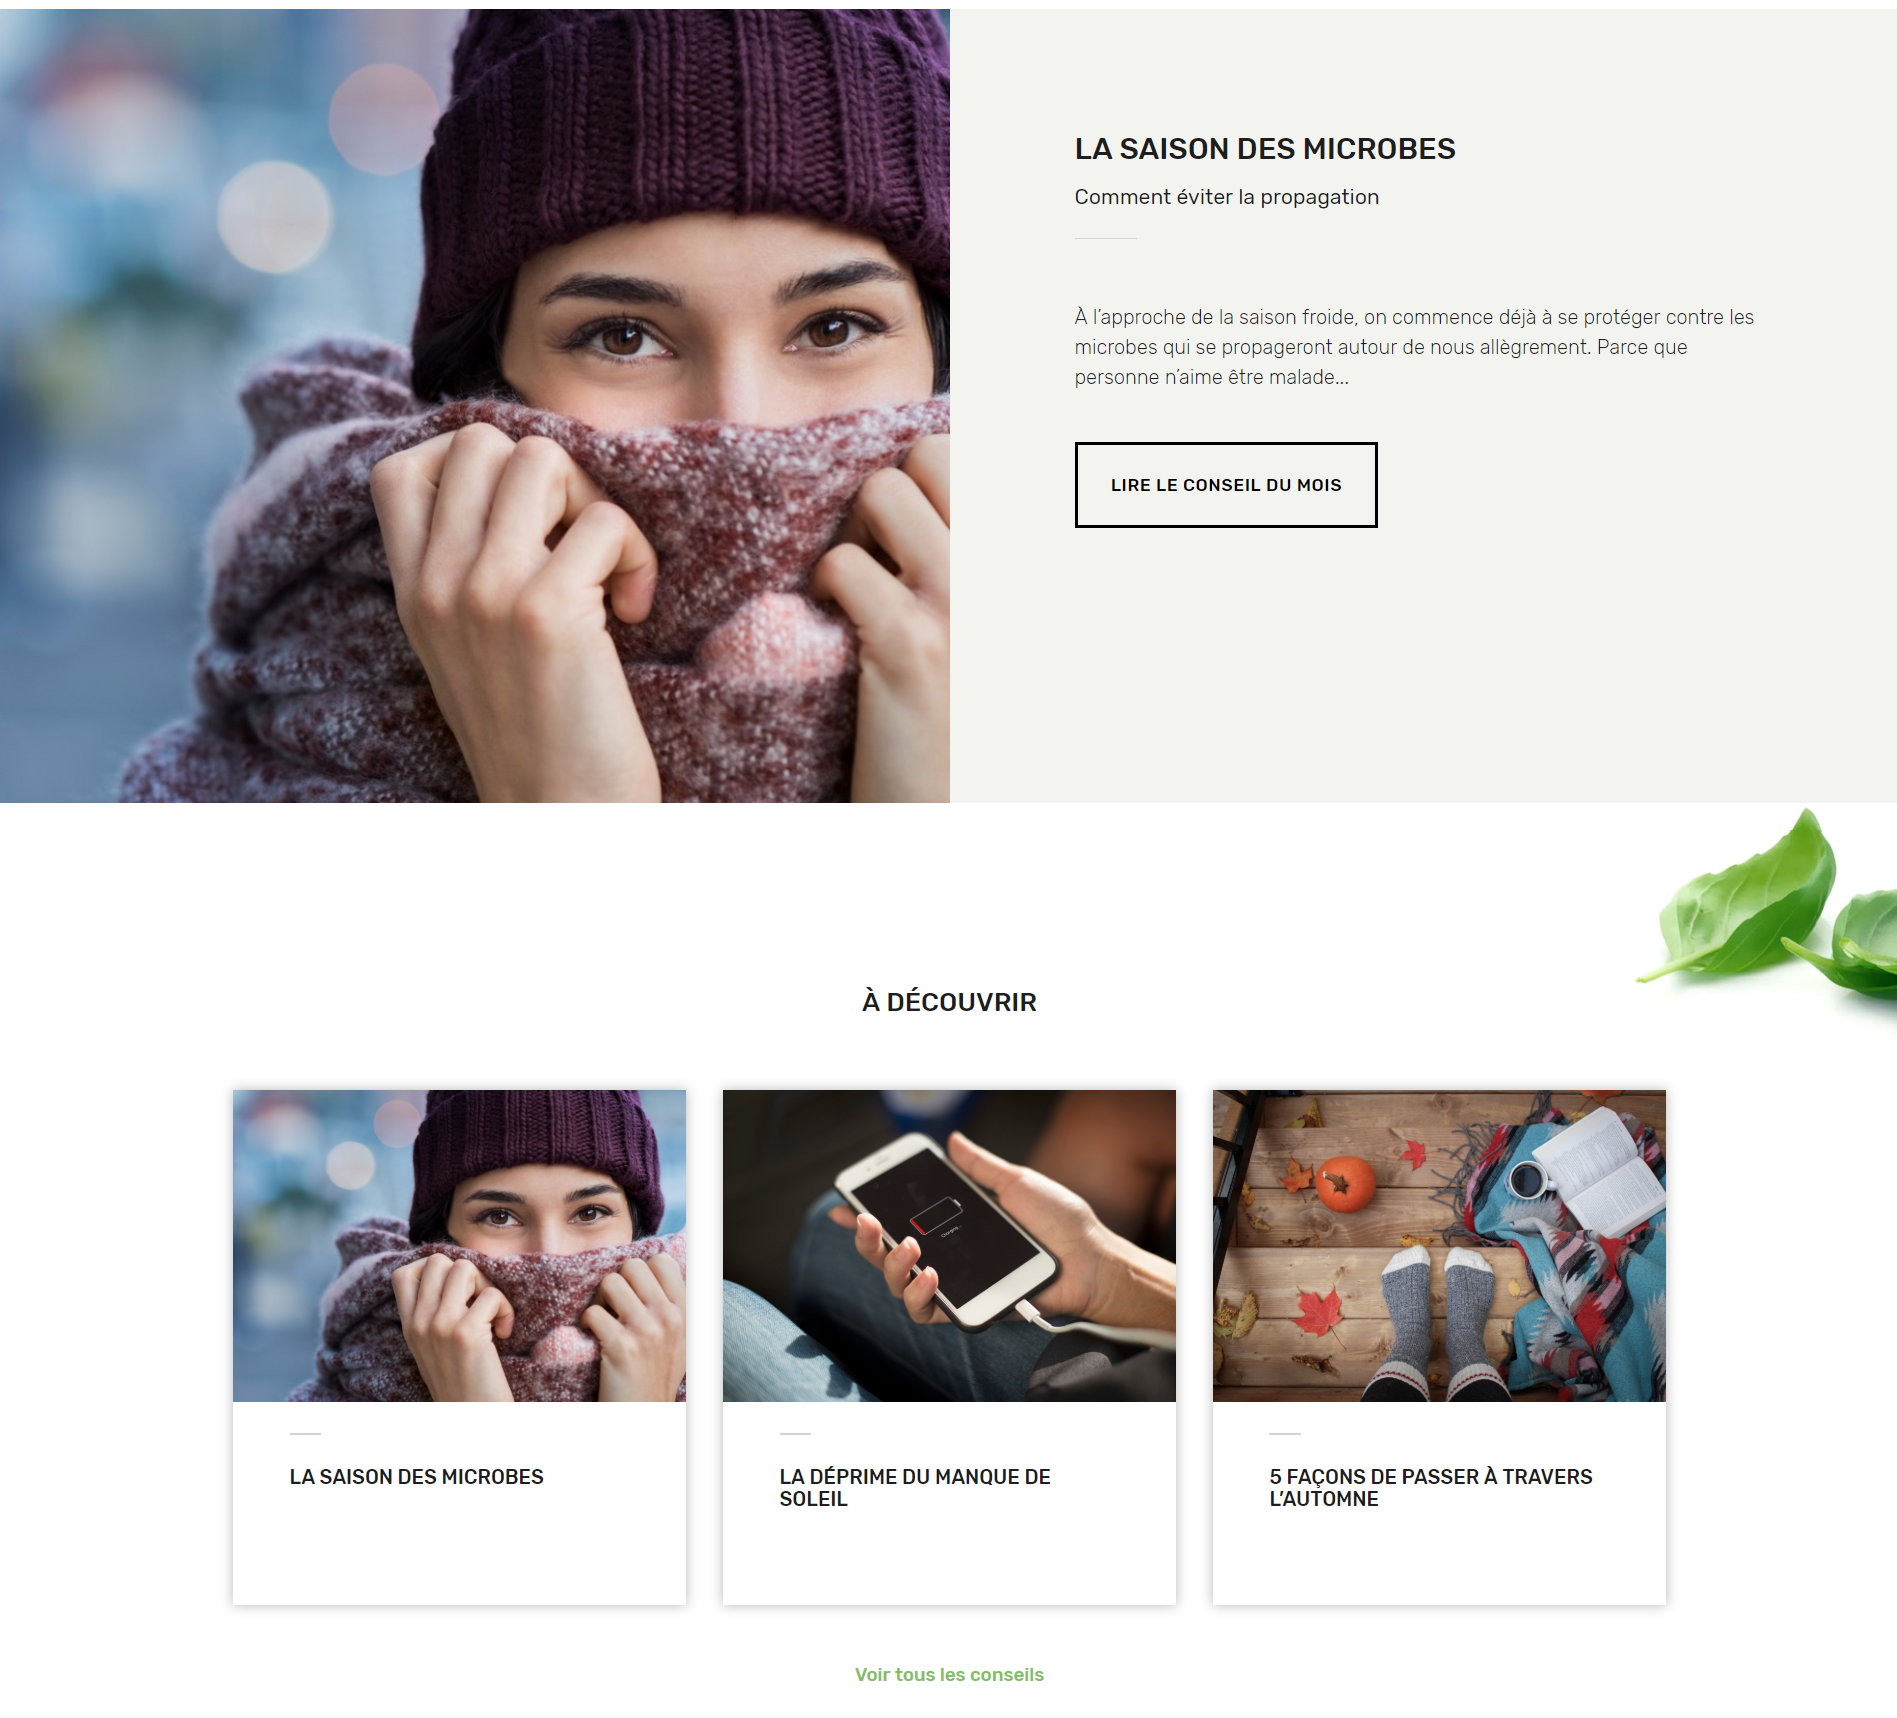 LA SAISON DES MICROBES
Comment éviter la propagation
À l’approche de la saison froide, on commence déjà à se protéger contre les
microbes qui se propageront autour de nous allègrement. Parce que
personne n’aime être malade...
LIRE LE CONSEIL DU MOIS
À DÉCOUVRIR
LA SAISON DES MICROBES
Charging...
LA DÉPRIME DU MANQUE DE
SOLEIL
5 FAÇONS DE PASSER À TRAVERS
L’AUTOMNE
Voir tous les conseils